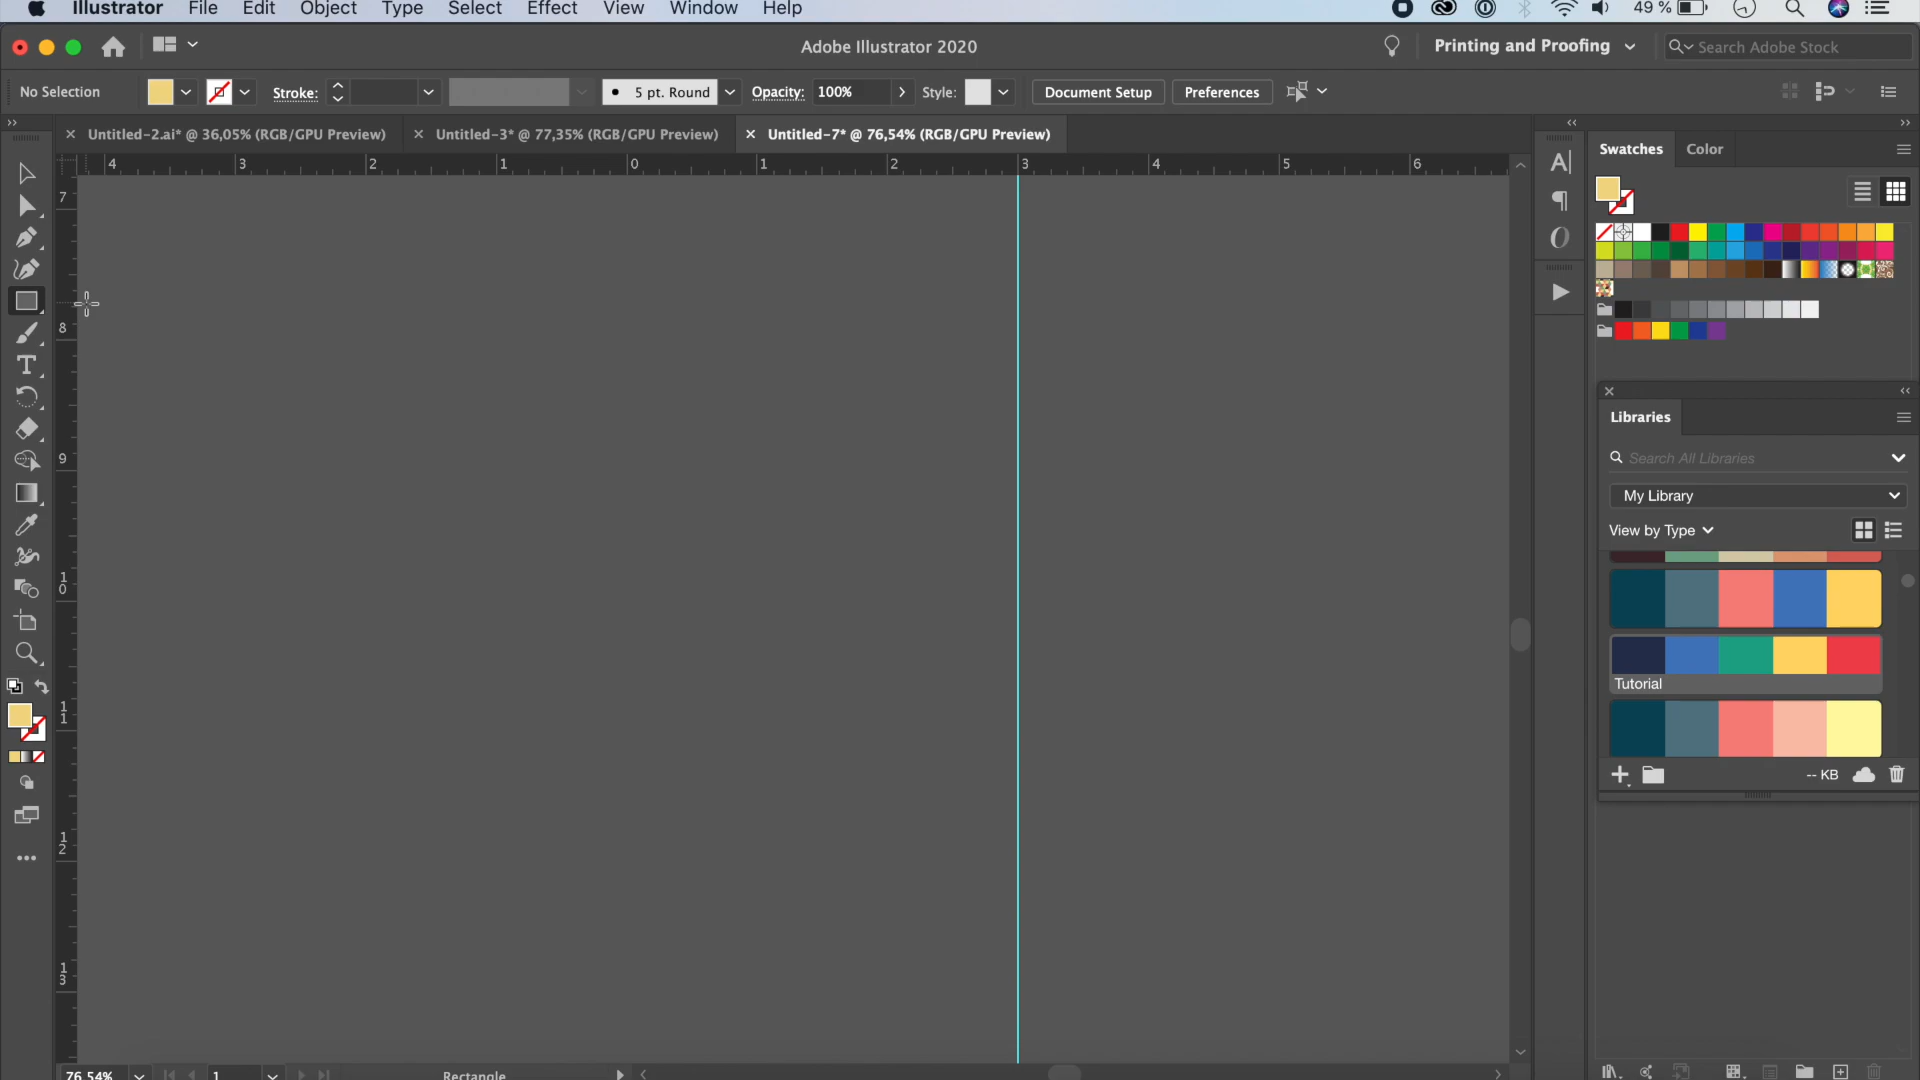 Illustrator File Edit Object Type Select Effect View Window Help 49 %
Adobe Illustrator 2020 Printing and Proofing Search Adobe Stock
No Selection Stroke: 5 pt. Round Opacity: 100% Style: Document Setup Preferences
Untitled-2.ai* @ 36,05% (RGB/GPU Preview) Untitled-3* @ 77,35% (RGB/GPU Preview) Untitled-7* @ 76,54% (RGB/GPU Preview)
4 3 2 1 0 1 2 3 4 5 6
7
8
9
10
11
12
13
Swatches Color
Libraries
Search All Libraries
My Library
View by Type
Tutorial
-- KB
76,54% 1 Rectangle